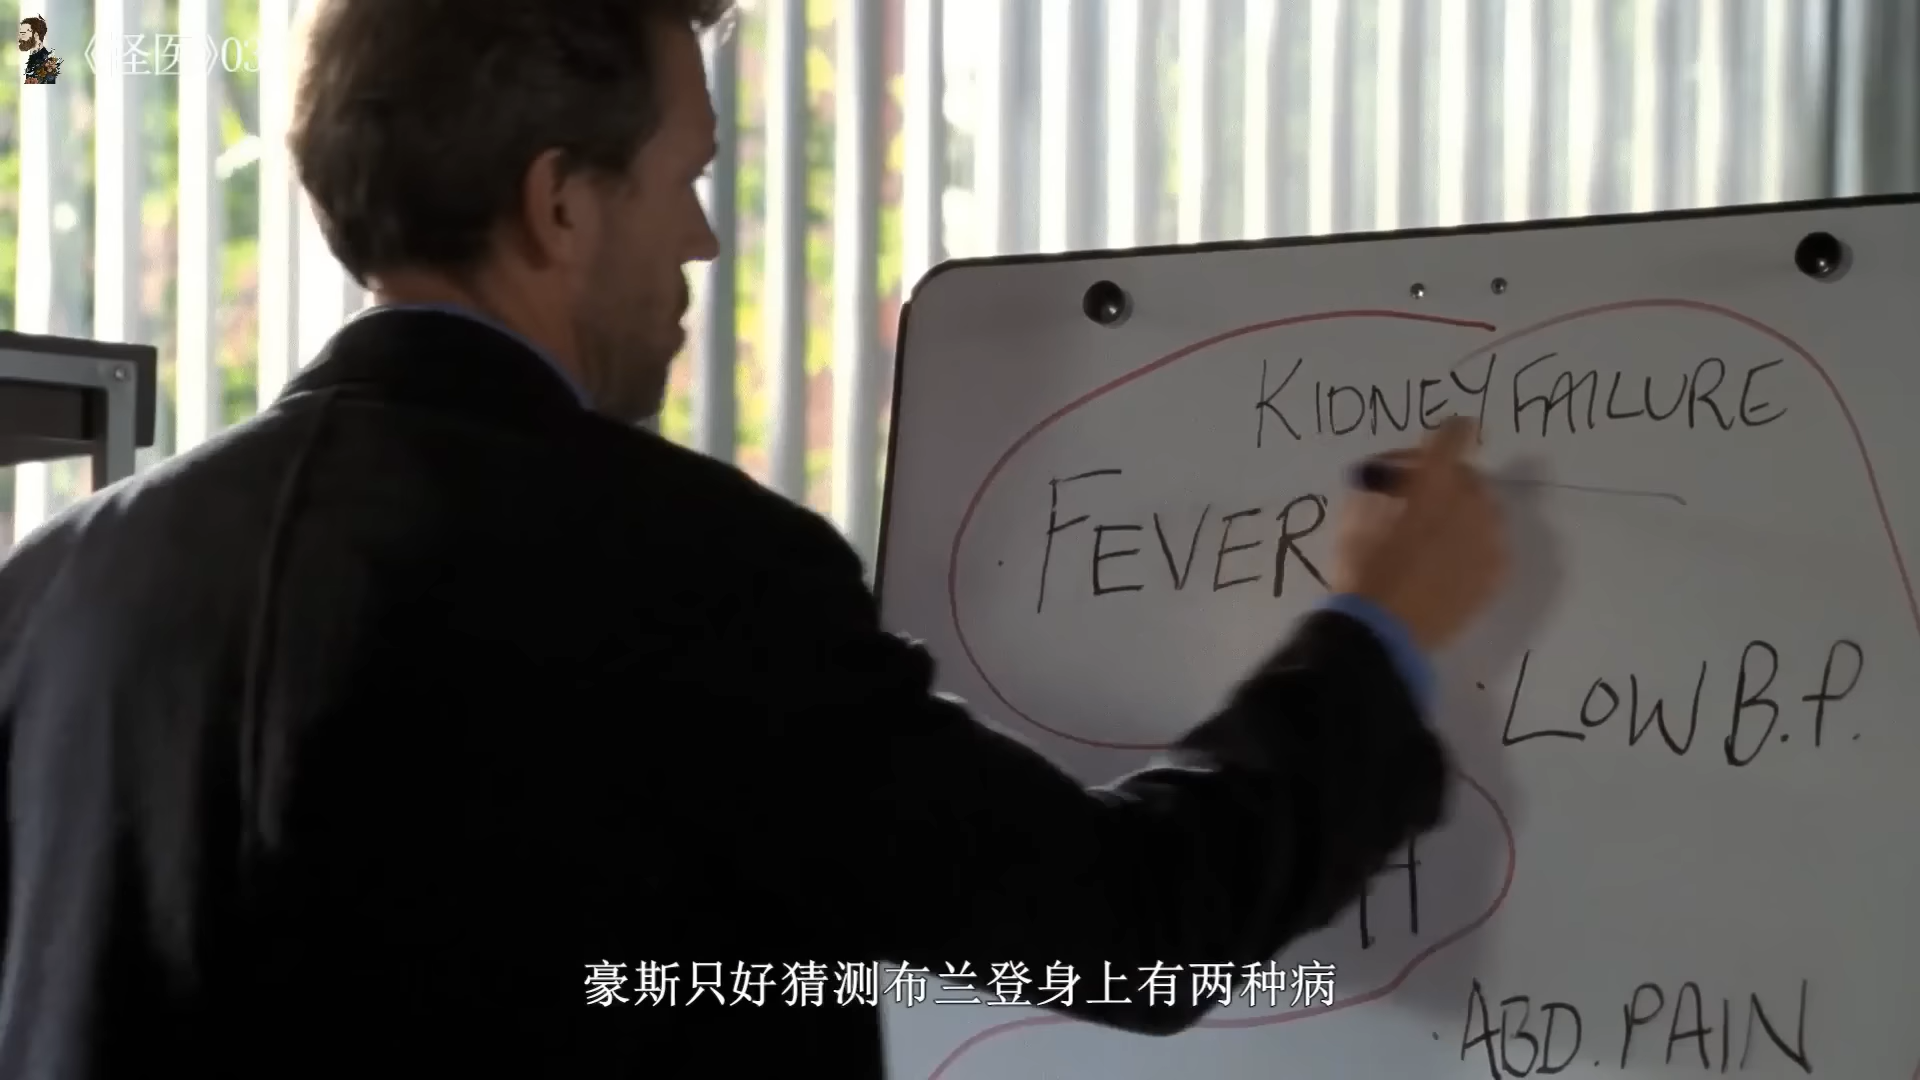 《怪医》03
KIDNEY FAILURE
FEVER
LOW B.P.
H
ABD. PAIN
豪斯只好猜测布兰登身上有两种病